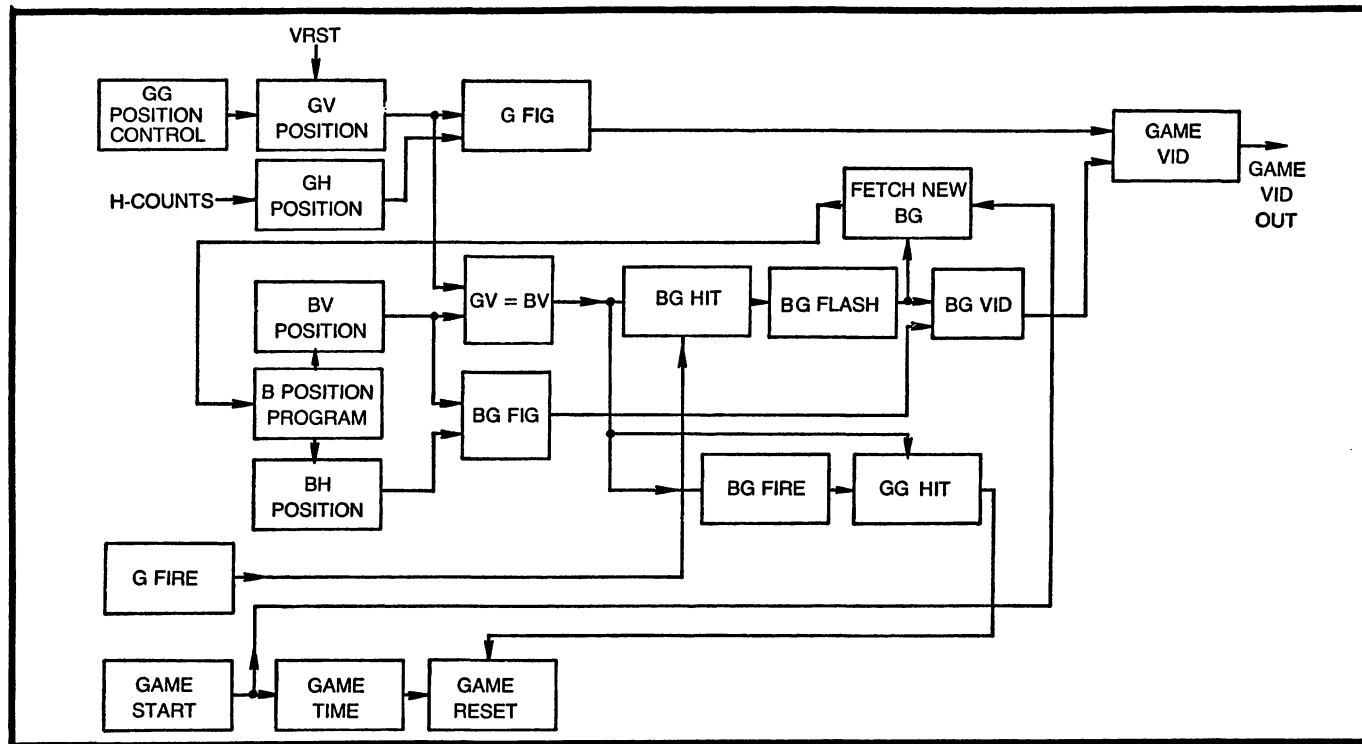 VRST
GG
POSITION
CONTROL
GV
POSITION
G FIG
GAME
VID
GAME
VID
OUT
H-COUNTS
GH
POSITION
FETCH NEW
BG
BV
POSITION
GV = BV
BG HIT
BG FLASH
BG VID
B POSITION
PROGRAM
BG FIG
BH
POSITION
BG FIRE
GG HIT
G FIRE
GAME
START
GAME
TIME
GAME
RESET